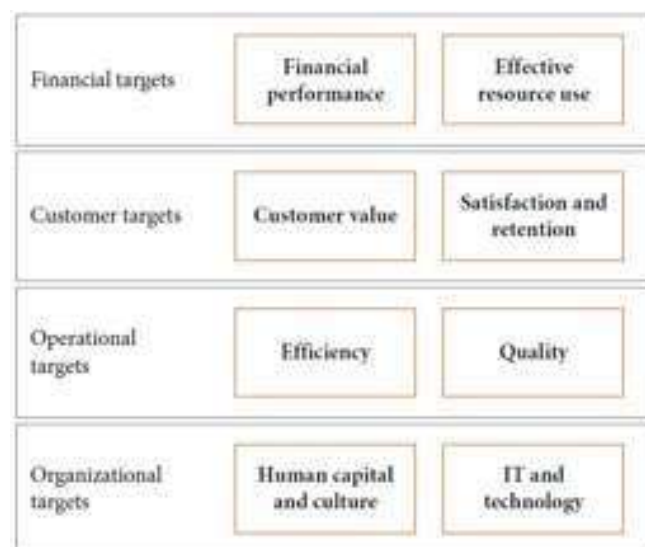 Financial targets
Financial
performance
Effective
resource use
Customer targets
Customer value
Satisfaction and
retention
Operational
targets
Efficiency
Quality
Organizational
targets
Human capital
and culture
IT and
technology